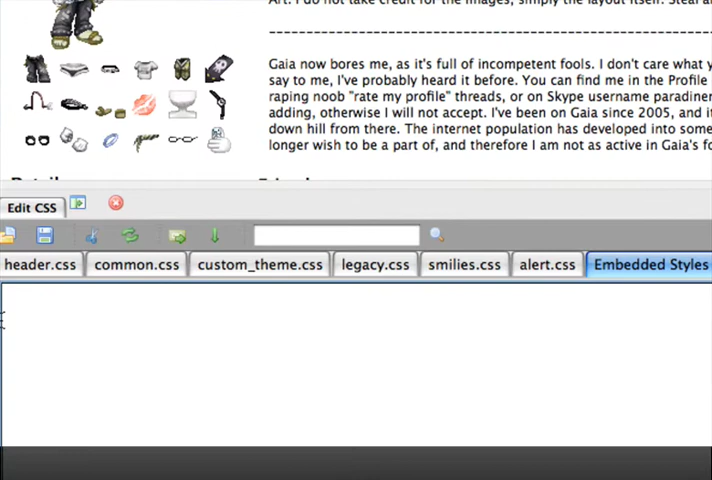 Art. I do not take credit for the images, simply the layout itself. Steal a
Gaia now bores me, as it's full of incompetent fools. I don't care what y
say to me, I've probably heard it before. You can find me in the Profile
raping noob "rate my profile" threads, or on Skype username paradiner
adding, otherwise I will not accept. I've been on Gaia since 2005, and i
down hill from there. The internet population has developed into some
longer wish to be a part of, and therefore I am not as active in Gaia's fo
Edit CSS
header.css common.css custom_theme.css legacy.css smilies.css alert.css Embedded Styles